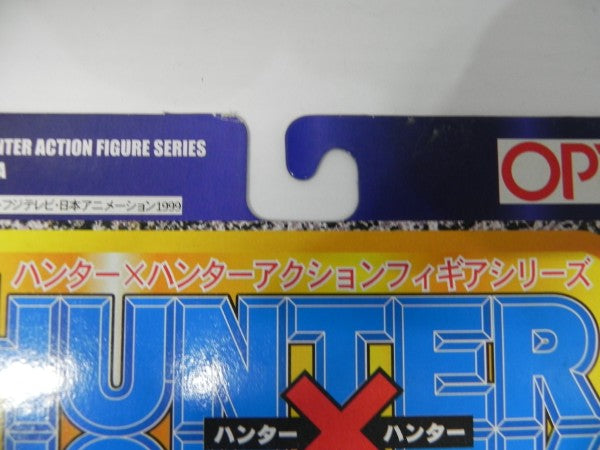 ACTION FIGURE SERIES
フジテレビ・日本アニメーション1999
OP
ハンター×ハンターアクションフィギアシリーズ
HUNTER
×
ハンター ハンター